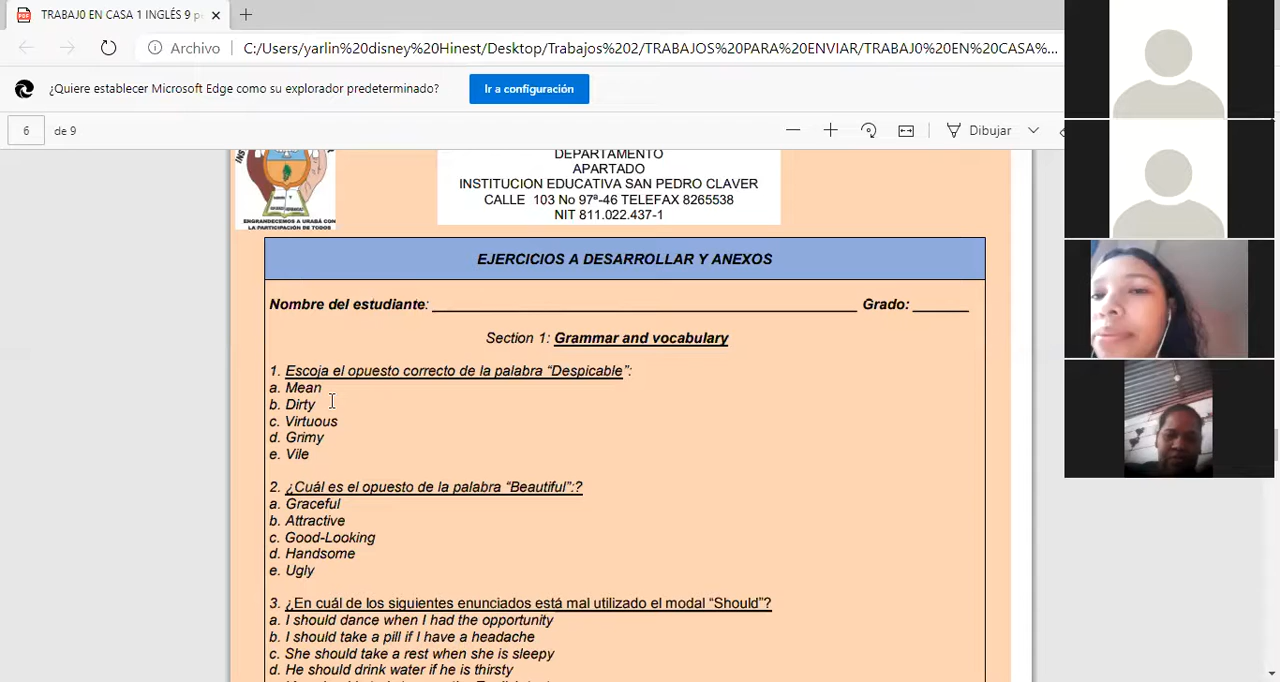 TRABAJ0 EN CASA 1 INGLÉS 9 p
Archivo
C:/Users/yarlin%20disney%20Hinest/Desktop/Trabajos%202/TRABAJOS%20PARA%20ENVIAR/TRABAJ0%20EN%20CASA%...
¿Quiere establecer Microsoft Edge como su explorador predeterminado?
Ir a configuración
6 de 9
Dibujar
DEPARTAMENTO
APARTADO
INSTITUCION EDUCATIVA SAN PEDRO CLAVER
CALLE 103 No 97ª-46 TELEFAX 8265538
NIT 811.022.437-1
ENGRANDECEMOS A URABÁ CON
LA PARTICIPACIÓN DE TODOS
EJERCICIOS A DESARROLLAR Y ANEXOS
Nombre del estudiante: Grado:
Section 1: Grammar and vocabulary
1. Escoja el opuesto correcto de la palabra “Despicable”:
a. Mean
b. Dirty
c. Virtuous
d. Grimy
e. Vile
2. ¿Cuál es el opuesto de la palabra “Beautiful”:?
a. Graceful
b. Attractive
c. Good-Looking
d. Handsome
e. Ugly
3. ¿En cuál de los siguientes enunciados está mal utilizado el modal “Should”?
a. I should dance when I had the opportunity
b. I should take a pill if I have a headache
c. She should take a rest when she is sleepy
d. He should drink water if he is thirsty